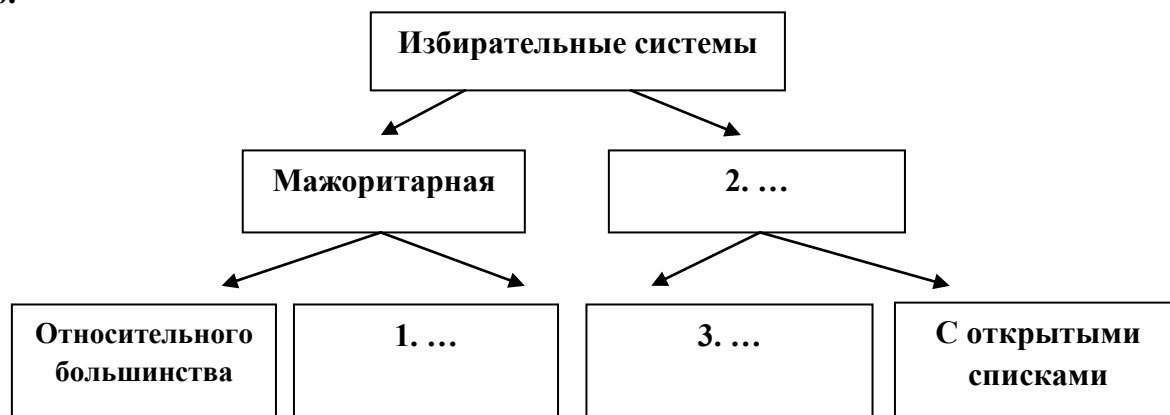 Избирательные системы
Мажоритарная
2. …
Относительного
большинства
1. …
3. …
С открытыми
списками